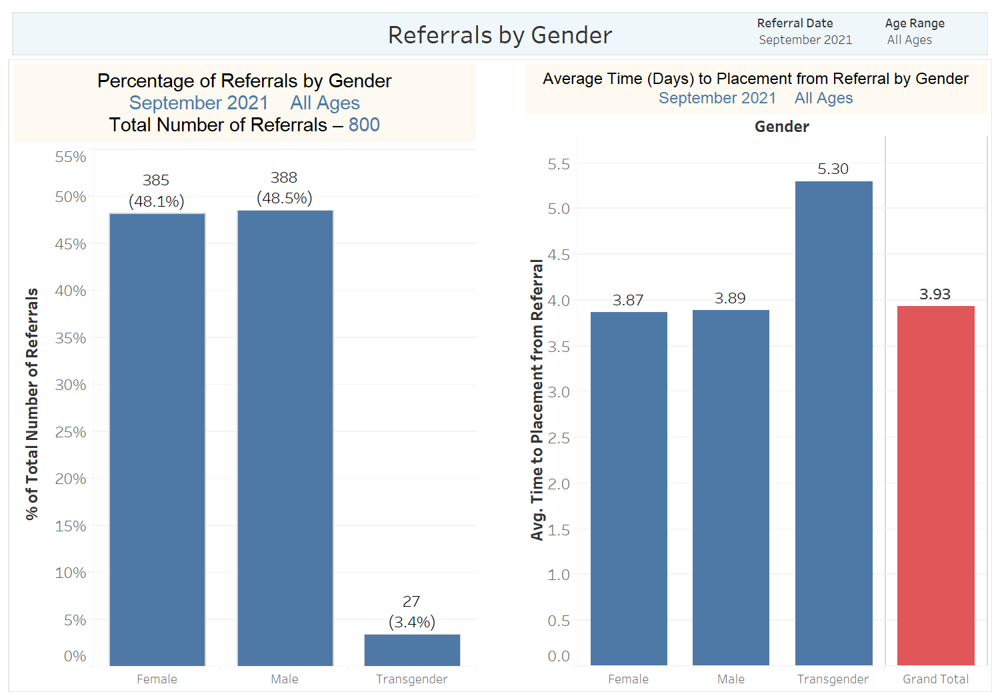 Referrals by Gender
Referral Date
September 2021
Age Range
All Ages
Percentage of Referrals by Gender
September 2021 All Ages
Total Number of Referrals – 800
% of Total Number of Referrals
55%
50%
45%
40%
35%
30%
25%
20%
15%
10%
5%
0%
385
(48.1%)
388
(48.5%)
27
(3.4%)
Female
Male
Transgender
Average Time (Days) to Placement from Referral by Gender
September 2021 All Ages
Gender
Avg. Time to Placement from Referral
5.5
5.0
4.5
4.0
3.5
3.0
2.5
2.0
1.5
1.0
0.5
0.0
3.87
3.89
5.30
3.93
Female
Male
Transgender
Grand Total